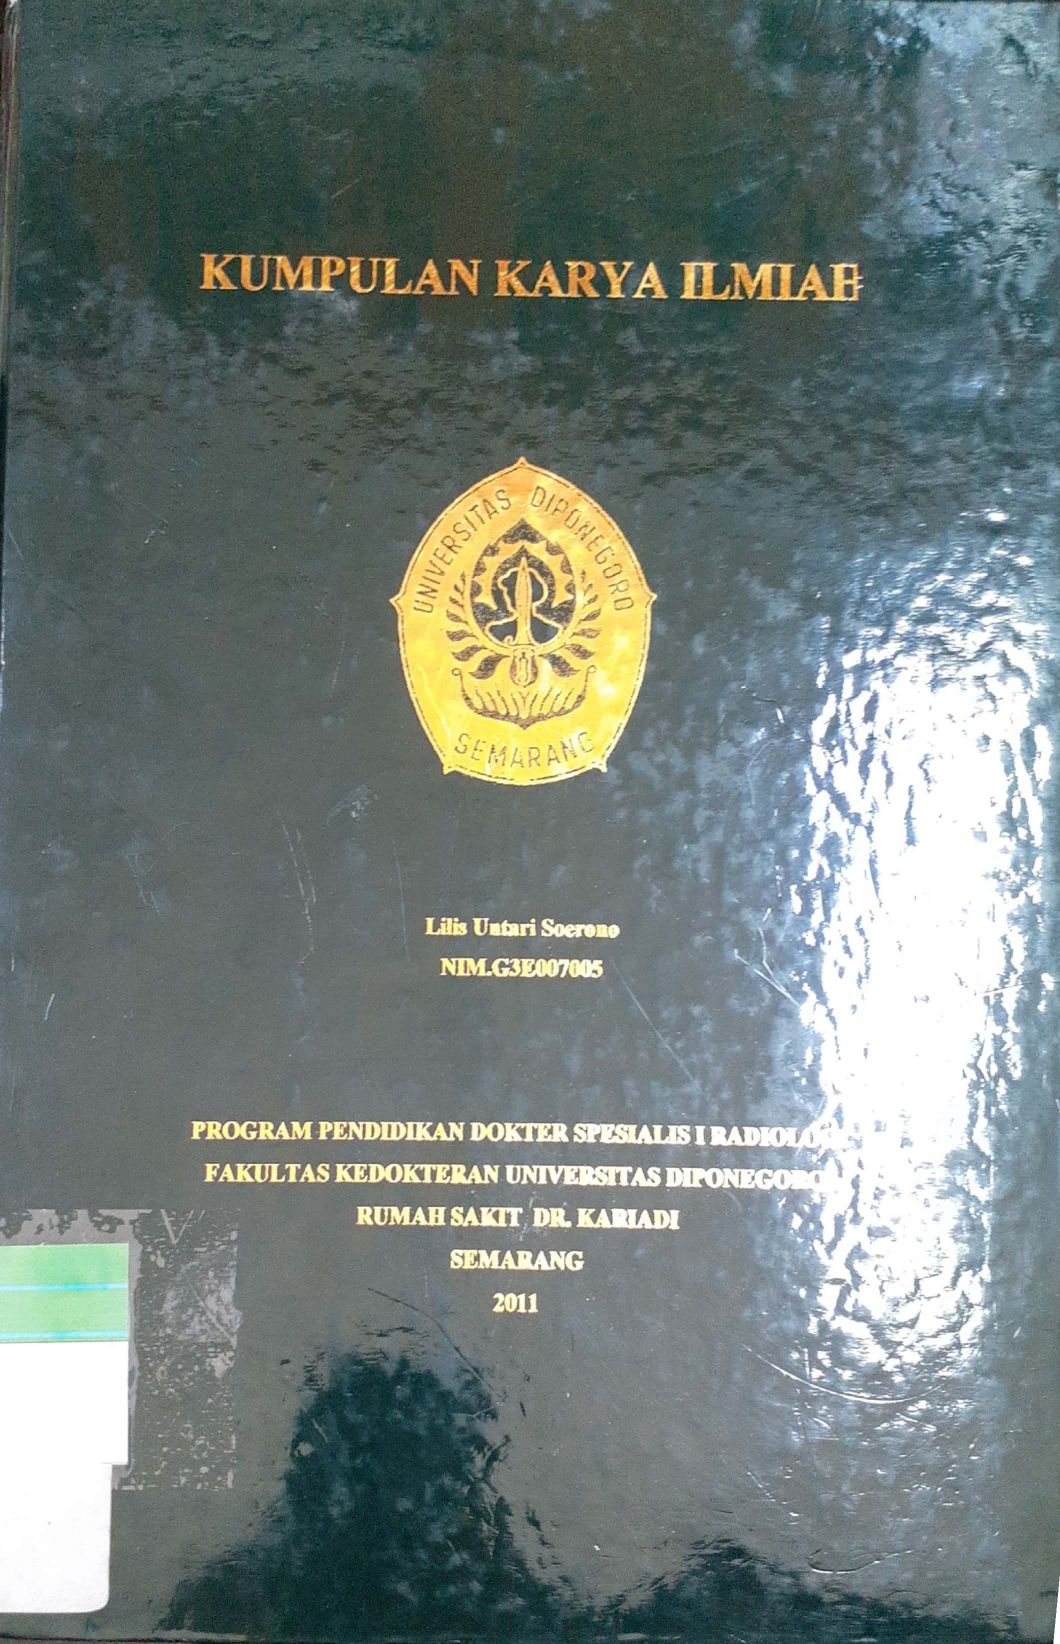 KUMPULAN KARYA ILMIAH
UNIVERSITAS DIPONEGORO
SEMARANG
Lilis Untari Soerono
NIM.G3E007005
PROGRAM PENDIDIKAN DOKTER SPESIALIS I
FAKULTAS KEDOKTERAN UNIVERSITAS DIPONEGORO
RUMAH SAKIT DR. KARIADI
SEMARANG
2011